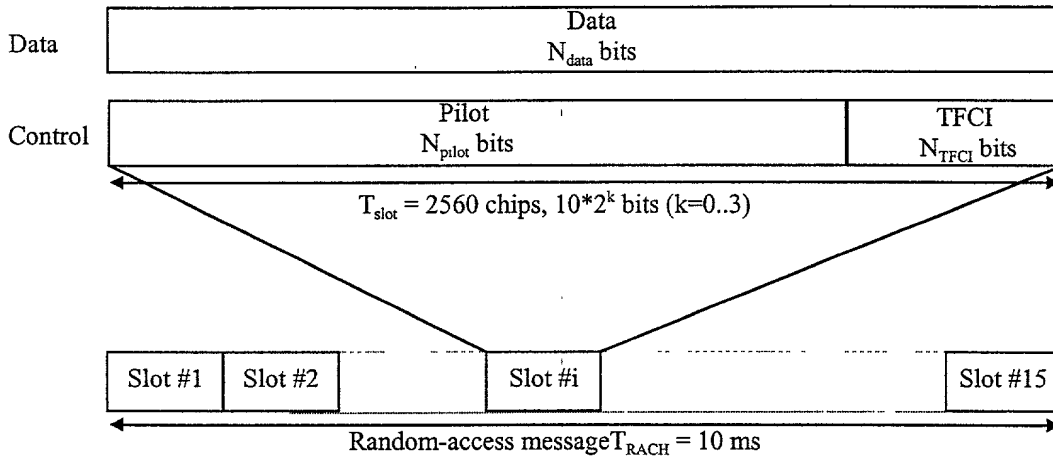 Data
Data
N_data bits
Control
Pilot
N_pilot bits
TFCI
N_TFCI bits
T_slot = 2560 chips, 10*2^k bits (k=0..3)
Slot #1 Slot #2 Slot #i Slot #15
Random-access messageT_RACH = 10 ms